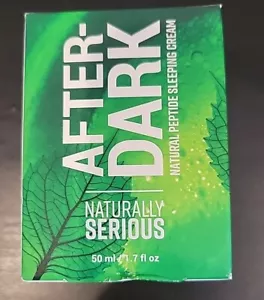 AFTER-
DARK
NATURAL PEPTIDE SLEEPING CREAM
NATURALLY
SERIOUS
50 ml / 1.7 fl oz